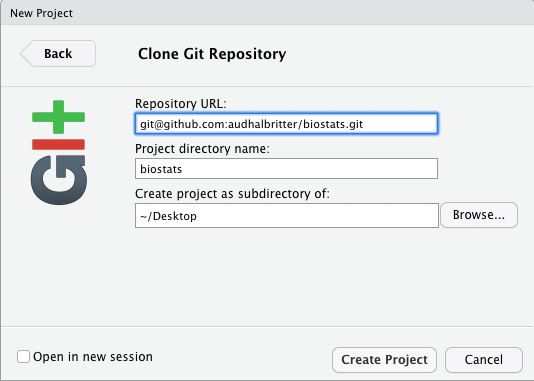 New Project
Back
Clone Git Repository
git
Repository URL:
git@github.com:audhalbritter/biostats.git
Project directory name:
biostats
Create project as subdirectory of:
~/Desktop
Browse...
Open in new session
Create Project
Cancel